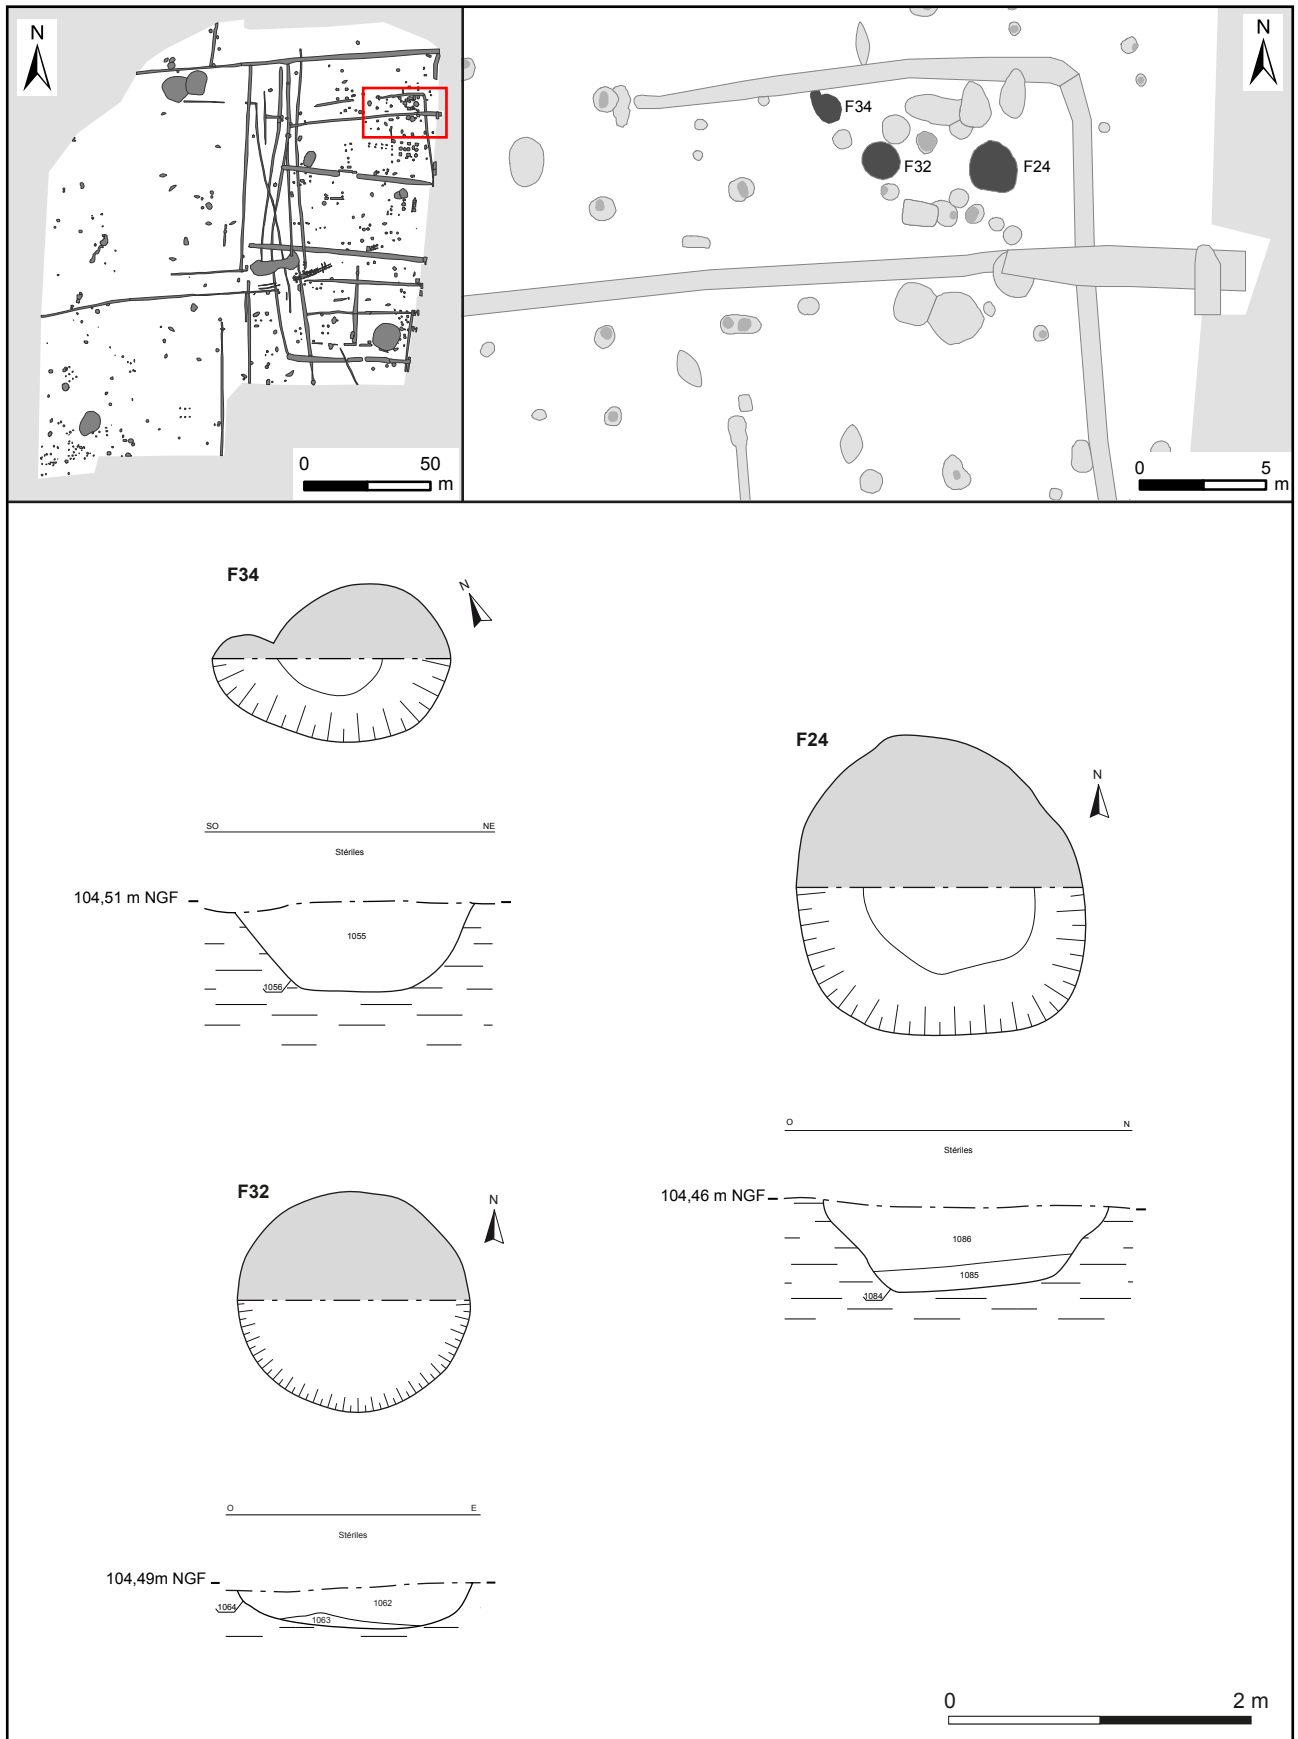 N
0 50
m
N
F34
F32
F24
0 5
m
F34
N
SO NE
Stériles
104,51 m NGF
1055
1056
F24
N
O N
Stériles
104,46 m NGF
1086
1085
1084
F32
N
O E
Stériles
104,49m NGF
1062
1064
1063
0 2 m